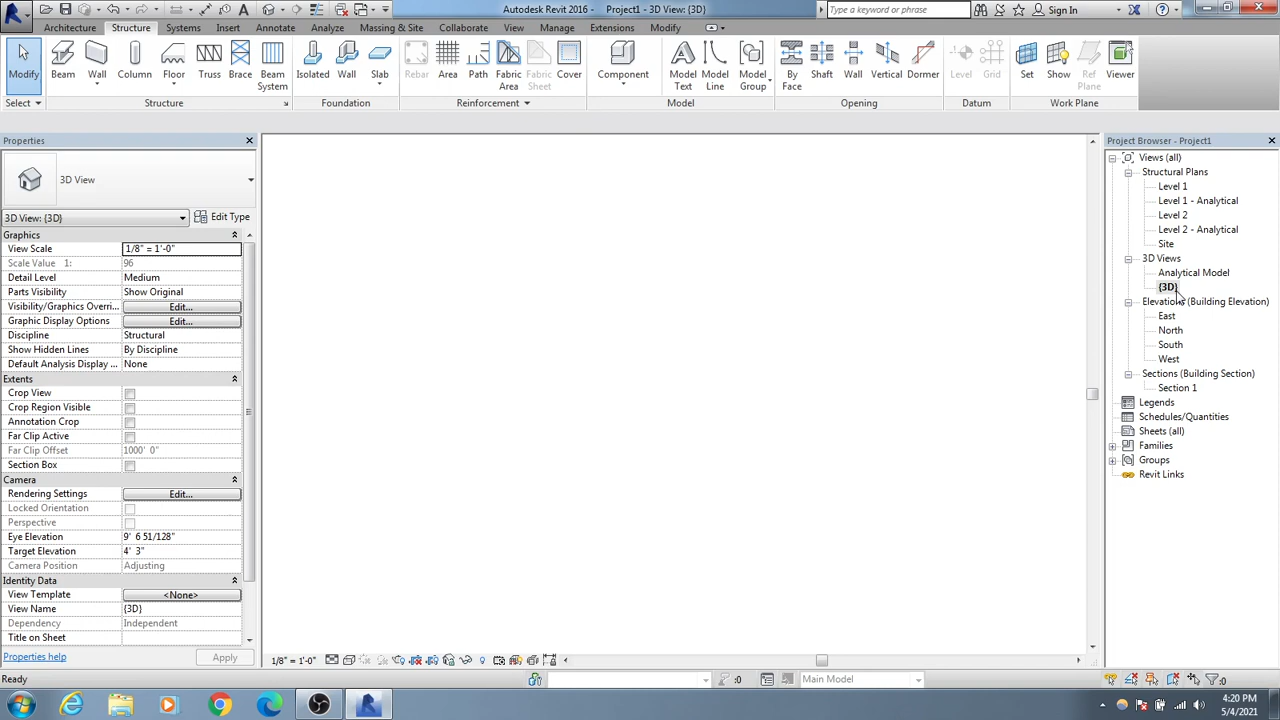 Autodesk Revit 2016 - Project1 - 3D View: {3D}
Type a keyword or phrase
Sign In
Architecture Structure Systems Insert Annotate Analyze Massing & Site Collaborate View Manage Extensions Modify
Modify Beam Wall Column Floor Truss Brace Beam System Isolated Wall Slab Rebar Area Path Fabric Area Fabric Sheet Cover Component Model Text Model Line Model Group By Face Shaft Wall Vertical Dormer Level Grid Set Show Ref Plane Viewer
Select Structure Foundation Reinforcement Model Opening Datum Work Plane
Properties
3D View
3D View: {3D} Edit Type
Graphics
View Scale 1/8" = 1'-0"
Scale Value 1: 96
Detail Level Medium
Parts Visibility Show Original
Visibility/Graphics Overri... Edit...
Graphic Display Options Edit...
Discipline Structural
Show Hidden Lines By Discipline
Default Analysis Display ... None
Extents
Crop View
Crop Region Visible
Annotation Crop
Far Clip Active
Far Clip Offset 1000' 0"
Section Box
Camera
Rendering Settings Edit...
Locked Orientation
Perspective
Eye Elevation 9' 6 51/128"
Target Elevation 4' 3"
Camera Position Adjusting
Identity Data
View Template <None>
View Name {3D}
Dependency Independent
Title on Sheet
Properties help Apply
1/8" = 1'-0"
Project Browser - Project1
Views (all)
Structural Plans
Level 1
Level 1 - Analytical
Level 2
Level 2 - Analytical
Site
3D Views
Analytical Model
{3D}
Elevations (Building Elevation)
East
North
South
West
Sections (Building Section)
Section 1
Legends
Schedules/Quantities
Sheets (all)
Families
Groups
Revit Links
Ready
:0
Main Model
:0
4:20 PM
5/4/2021